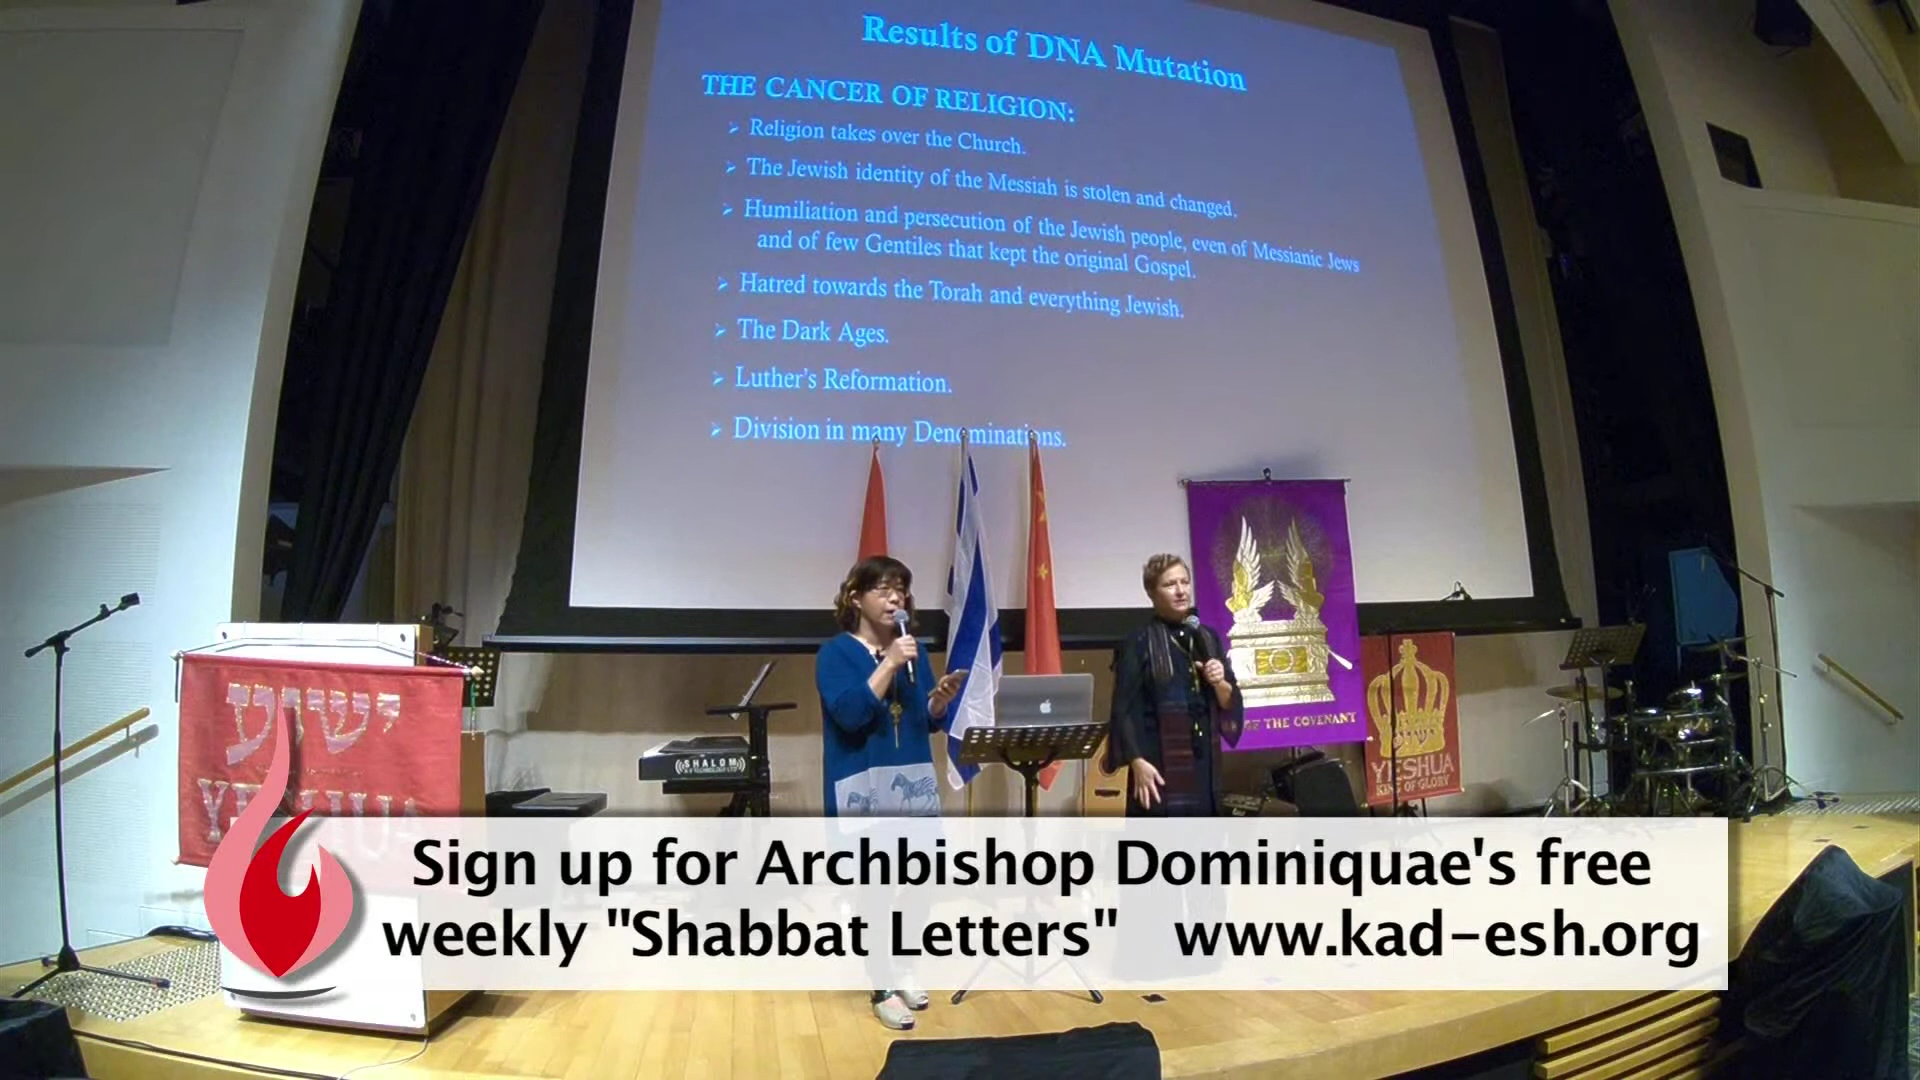 Results of DNA Mutation
THE CANCER OF RELIGION:
➢ Religion takes over the Church.
➢ The Jewish identity of the Messiah is stolen and changed.
➢ Humiliation and persecution of the Jewish people, even of Messianic Jews
and of few Gentiles that kept the original Gospel.
➢ Hatred towards the Torah and everything Jewish.
➢ The Dark Ages.
➢ Luther's Reformation.
➢ Division in many Denominations.
ישוע
YESHUA
SHALOM
OF THE COVENANT
ישוע
YESHUA
KING OF GLORY
Sign up for Archbishop Dominiquae's free
weekly "Shabbat Letters" www.kad-esh.org